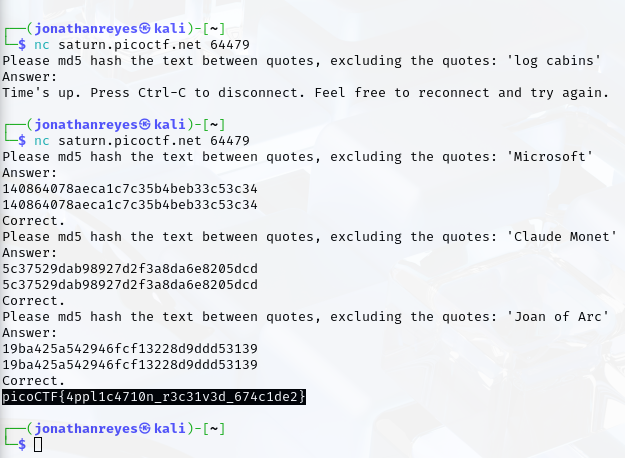 ┌──(jonathanreyes㉿kali)-[~]
└─$ nc saturn.picoctf.net 64479
Please md5 hash the text between quotes, excluding the quotes: 'log cabins'
Answer:
Time's up. Press Ctrl-C to disconnect. Feel free to reconnect and try again.
┌──(jonathanreyes㉿kali)-[~]
└─$ nc saturn.picoctf.net 64479
Please md5 hash the text between quotes, excluding the quotes: 'Microsoft'
Answer:
140864078aeca1c7c35b4beb33c53c34
140864078aeca1c7c35b4beb33c53c34
Correct.
Please md5 hash the text between quotes, excluding the quotes: 'Claude Monet'
Answer:
5c37529dab98927d2f3a8da6e8205dcd
5c37529dab98927d2f3a8da6e8205dcd
Correct.
Please md5 hash the text between quotes, excluding the quotes: 'Joan of Arc'
Answer:
19ba425a542946fcf13228d9ddd53139
19ba425a542946fcf13228d9ddd53139
Correct.
picoCTF{4ppl1c4710n_r3c31v3d_674c1de2}
┌──(jonathanreyes㉿kali)-[~]
└─$